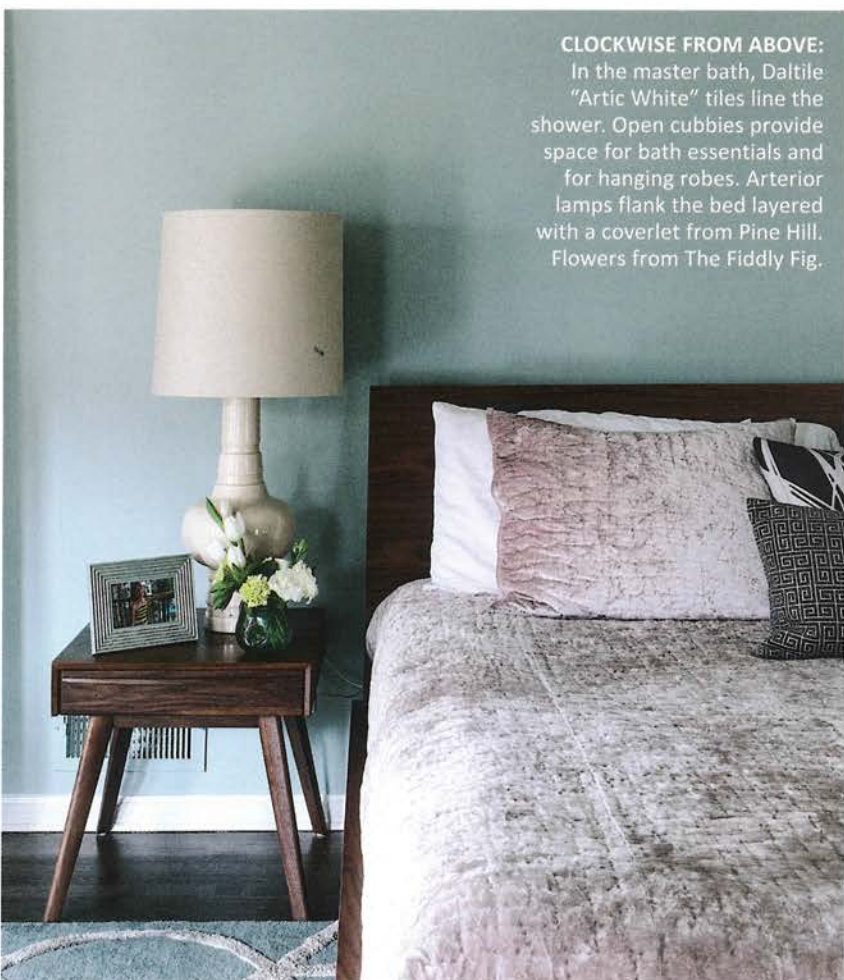 CLOCKWISE FROM ABOVE:
In the master bath, Daltile
"Artic White" tiles line the
shower. Open cubbies provide
space for bath essentials and
for hanging robes. Arterior
lamps flank the bed layered
with a coverlet from Pine Hill.
Flowers from The Fiddly Fig.